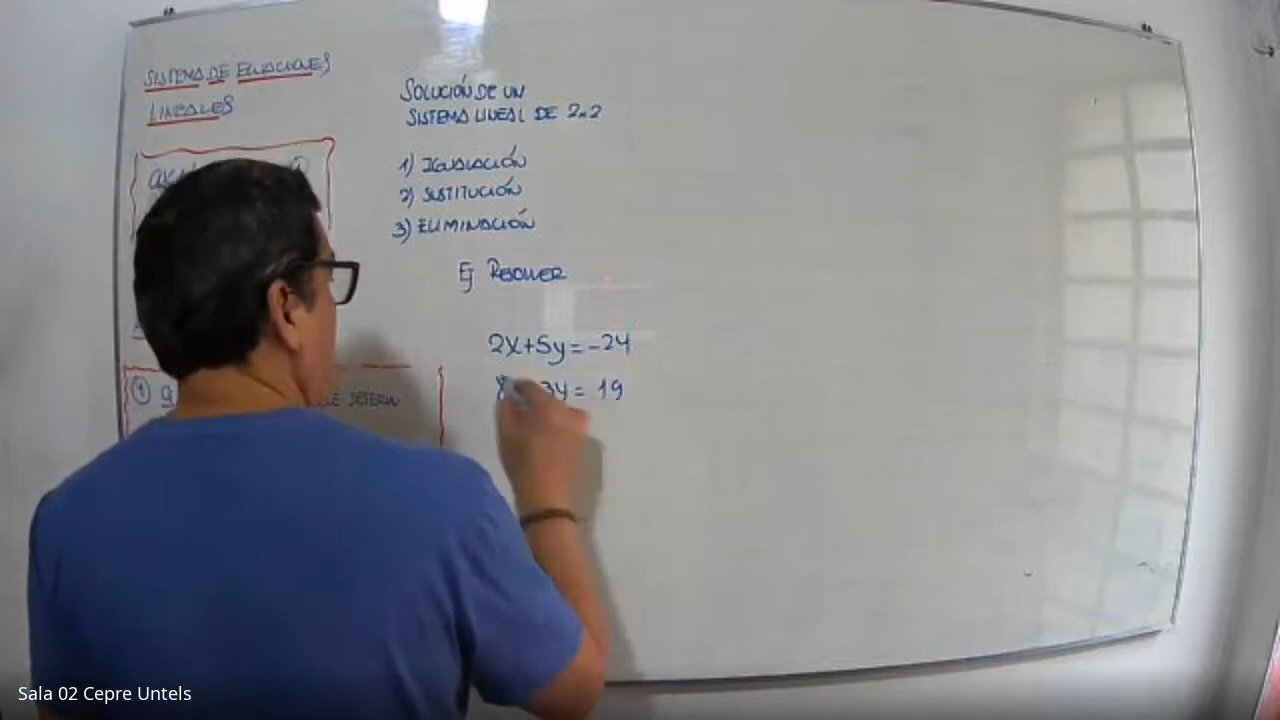 SISTEMA DE ECUACIONES
LINEALES
SOLUCIÓN DE UN
SISTEMA LINEAL DE 2x2
1) IGUALACIÓN
2) SUSTITUCIÓN
3) ELIMINACIÓN
Ej RESOLVER
2x+5y=-24
8 3y= 19
Sala 02 Cepre Untels